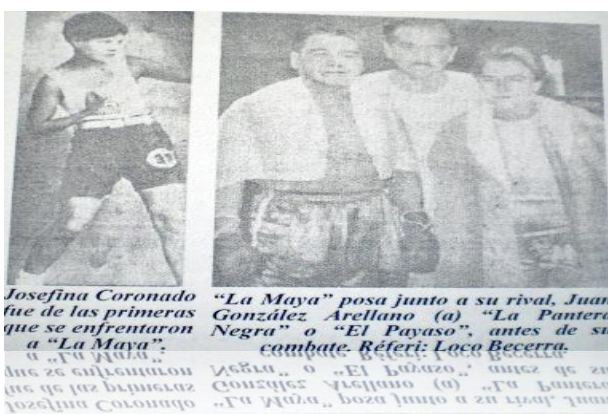 Josefina Coronado
fue de las primeras
que se enfrentaron
a “La Maya”.
“La Maya” posa junto a su rival, Juan
González Arellano (a) “La Pantera
Negra” o “El Payaso”, antes de su
combate. Réferi: Loco Becerra.